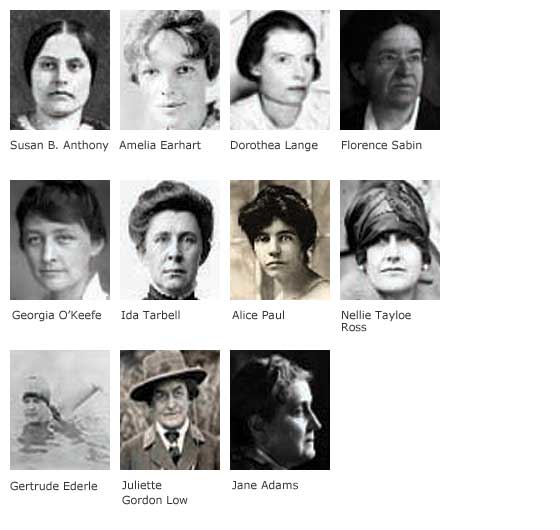 Susan B. Anthony
Amelia Earhart
Dorothea Lange
Florence Sabin
Georgia O’Keefe
Ida Tarbell
Alice Paul
Nellie Tayloe
Ross
Gertrude Ederle
Juliette
Gordon Low
Jane Adams